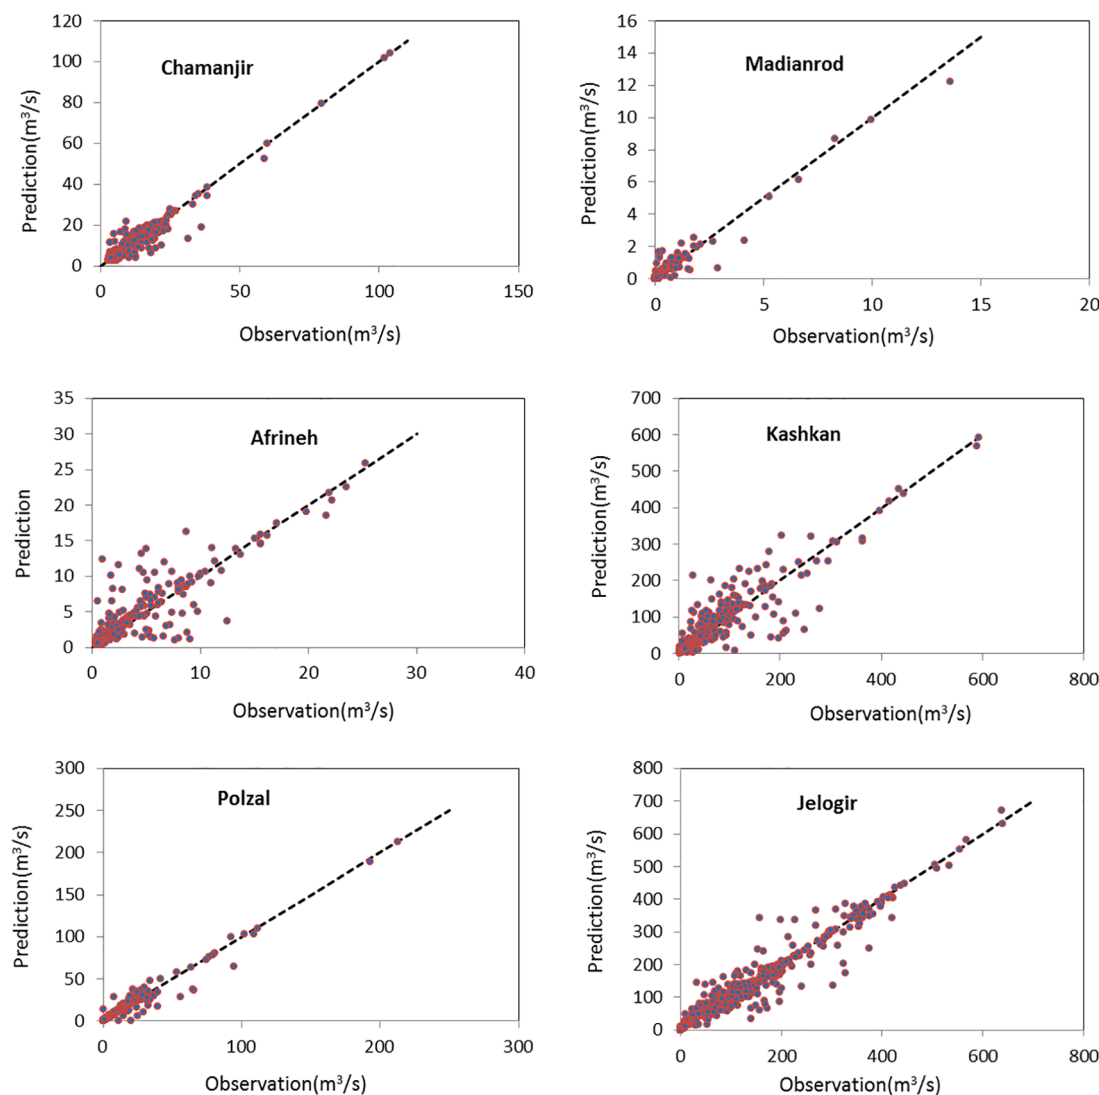 Chamanjir
Prediction(m³/s)
120
100
80
60
40
20
0
0 50 100 150
Observation(m³/s)
Madianrod
Prediction(m³/s)
16
14
12
10
8
6
4
2
0
0 5 10 15 20
Observation(m³/s)
Afrineh
Prediction
35
30
25
20
15
10
5
0
0 10 20 30 40
Observation(m³/s)
Kashkan
Prediction(m³/s)
700
600
500
400
300
200
100
0
0 200 400 600 800
Observation(m³/s)
Polzal
Prediction(m³/s)
300
250
200
150
100
50
0
0 100 200 300
Observation(m³/s)
Jelogir
Prediction(m³/s)
800
700
600
500
400
300
200
100
0
0 200 400 600 800
Observation(m³/s)